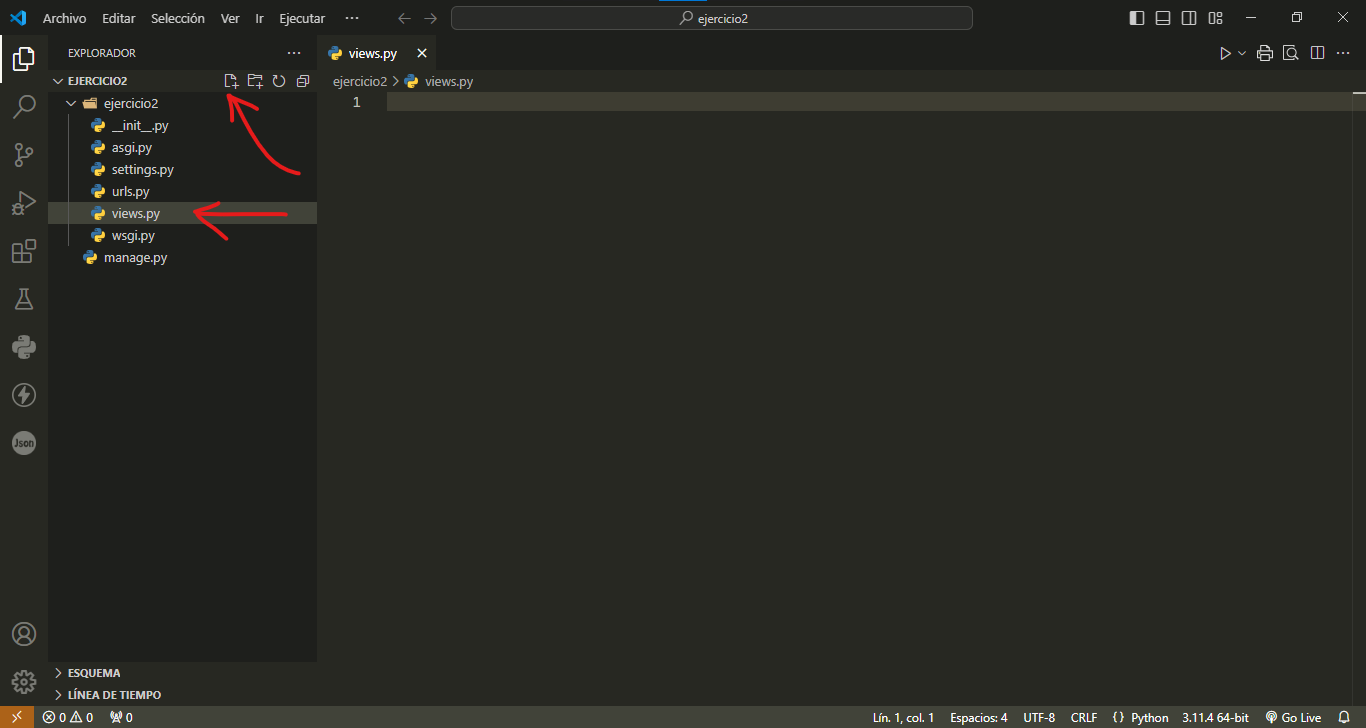 Archivo Editar Selección Ver Ir Ejecutar ··· ejercicio2
EXPLORADOR ···
views.py
EJERCICIO2
ejercicio2 > views.py
ejercicio2
1
__init__.py
asgi.py
settings.py
urls.py
views.py
wsgi.py
manage.py
Json
ESQUEMA
LÍNEA DE TIEMPO
0 0 0 Lín. 1, col. 1 Espacios: 4 UTF-8 CRLF {} Python 3.11.4 64-bit Go Live